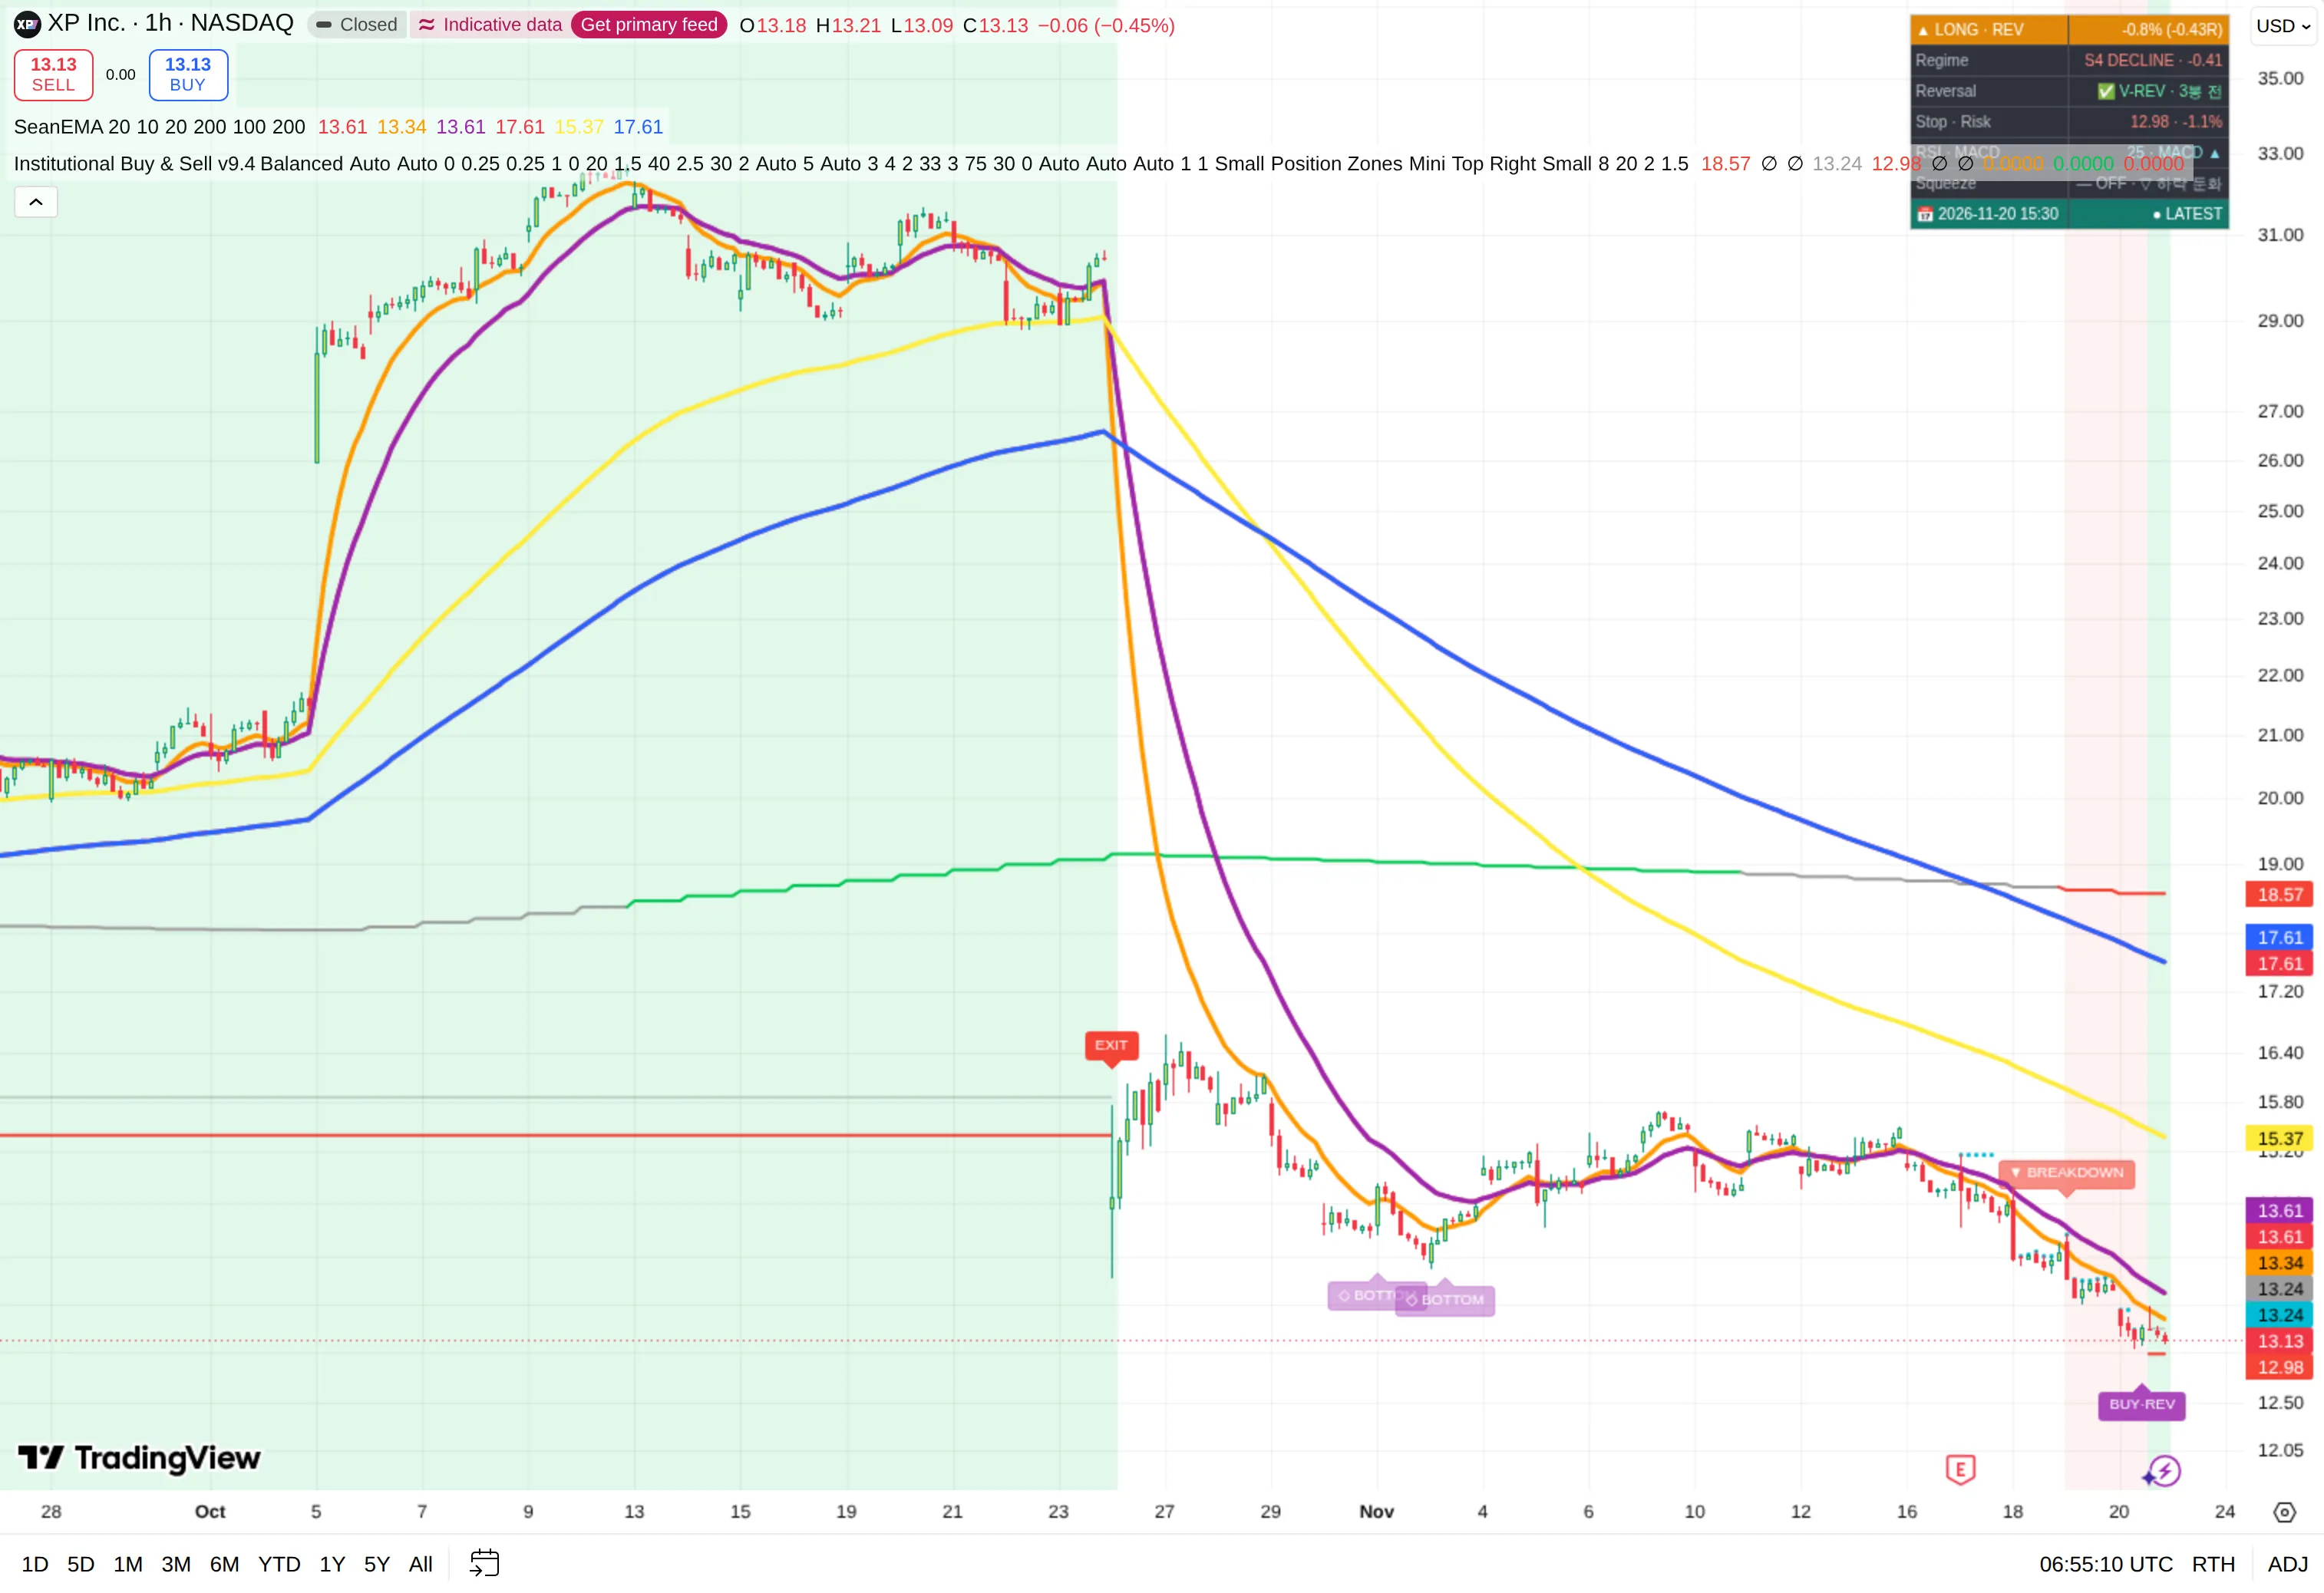 XP Inc. · 1h · NASDAQ Closed Indicative data Get primary feed O13.18 H13.21 L13.09 C13.13 −0.06 (−0.45%)
13.13 SELL 0.00 13.13 BUY
SeanEMA 20 10 20 200 100 200 13.61 13.34 13.61 17.61 15.37 17.61
Institutional Buy & Sell v9.4 Balanced Auto Auto 0 0.25 0.25 1 0 20 1.5 40 2.5 30 2 Auto 5 Auto 3 4 2 33 3 75 30 0 Auto Auto Auto 1 1 Small Position Zones Mini Top Right Small 8 20 2 1.5 18.57 ∅ ∅ 13.24 12.98 ∅ ∅ 0.0000 0.0000 0.0000
▲ LONG · REV -0.8% (-0.43R)
Regime S4 DECLINE · -0.41
Reversal ✅ V-REV · 3봉 전
Stop · Risk 12.98 · -1.1%
RSI · MACD 25 · MACD ▲
Squeeze — OFF · ▽ 하락 둔화
📅 2026-11-20 15:30 ● LATEST
USD
35.00
33.00
31.00
29.00
27.00
26.00
25.00
24.00
23.00
22.00
21.00
20.00
19.00
18.57
17.61
17.61
17.20
16.40
15.80
15.37
15.20
13.61
13.61
13.34
13.24
13.24
13.13
12.98
12.50
12.05
EXIT
▼ BREAKDOWN
◇ BOTTOM
◇ BOTTOM
BUY·REV
TradingView
E
28 Oct 5 7 9 13 15 19 21 23 27 29 Nov 4 6 10 12 16 18 20 24
1D 5D 1M 3M 6M YTD 1Y 5Y All 06:55:10 UTC RTH ADJ